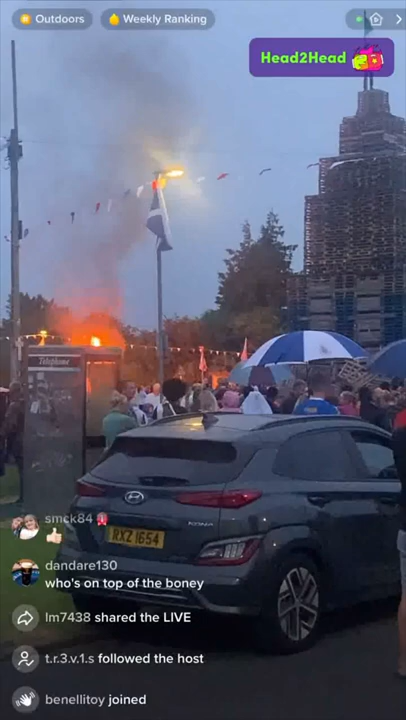 Outdoors
Weekly Ranking
Head2Head
Telephone
HYUNDAI
KONA
RXZ 1654
smck84
dandare130
who's on top of the boney
lm7438 shared the LIVE
t.r.3.v.1.s followed the host
benellitoy joined